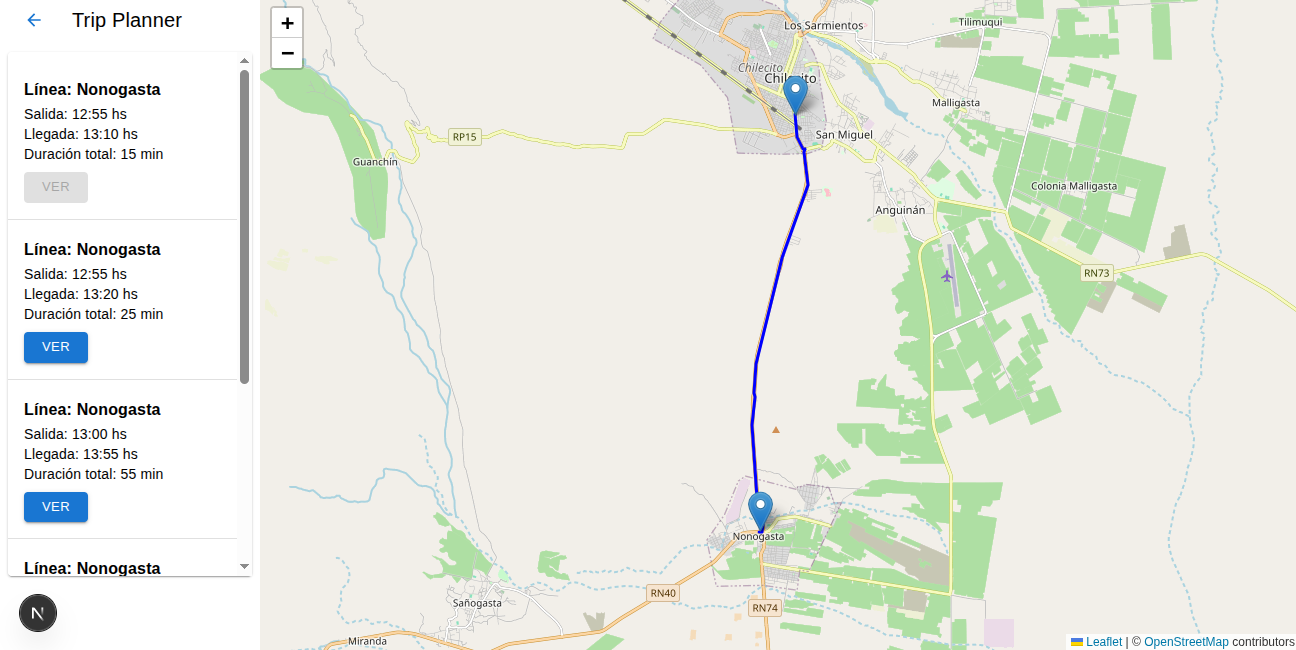 Trip Planner
Línea: Nonogasta
Salida: 12:55 hs
Llegada: 13:10 hs
Duración total: 15 min
VER
Línea: Nonogasta
Salida: 12:55 hs
Llegada: 13:20 hs
Duración total: 25 min
VER
Línea: Nonogasta
Salida: 13:00 hs
Llegada: 13:55 hs
Duración total: 55 min
VER
Línea: Nonogasta
N
+
−
Los Sarmientos
Tilimuqui
Chilecito
Chilecito
Malligasta
RP15
San Miguel
Guanchín
Colonia Malligasta
Anguinán
RN73
Nonogasta
RN40
Sañogasta
RN74
Miranda
Leaflet | © OpenStreetMap contributors